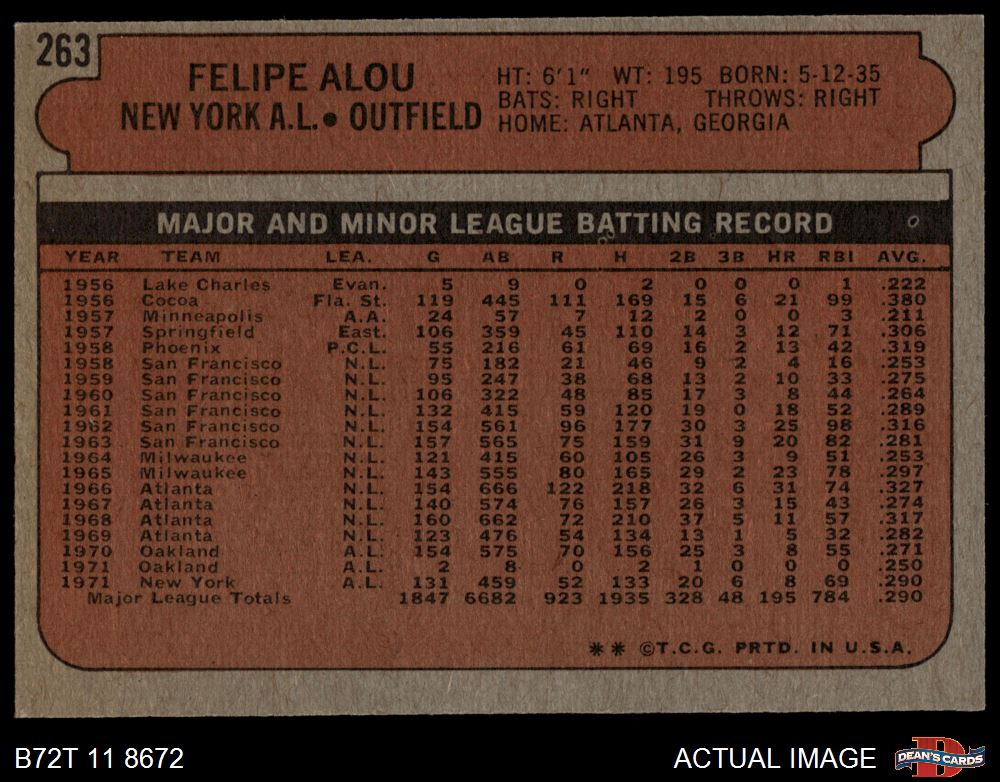 263
FELIPE ALOU
NEW YORK A.L.• OUTFIELD
HT: 6'1" WT: 195 BORN: 5-12-35
BATS: RIGHT THROWS: RIGHT
HOME: ATLANTA, GEORGIA
MAJOR AND MINOR LEAGUE BATTING RECORD
YEAR TEAM LEA. G AB R H 2B 3B HR RBI AVG.
1956 Lake Charles Evan. 5 9 0 2 0 0 0 1 .222
1956 Cocoa Fla. St. 119 445 111 169 15 6 21 99 .380
1957 Minneapolis A.A. 24 57 7 12 2 0 0 3 .211
1957 Springfield East. 106 359 45 110 14 3 12 71 .306
1958 Phoenix P.C.L. 55 216 61 69 16 2 13 42 .319
1958 San Francisco N.L. 75 182 21 46 9 2 4 16 .253
1959 San Francisco N.L. 95 247 38 68 13 2 10 33 .275
1960 San Francisco N.L. 106 322 48 85 17 3 8 44 .264
1961 San Francisco N.L. 132 415 59 120 19 0 18 52 .289
1962 San Francisco N.L. 154 561 96 177 30 3 25 98 .316
1963 San Francisco N.L. 157 565 75 159 31 9 20 82 .281
1964 Milwaukee N.L. 121 415 60 105 26 3 9 51 .253
1965 Milwaukee N.L. 143 555 80 165 29 2 23 78 .297
1966 Atlanta N.L. 154 666 122 218 32 6 31 74 .327
1967 Atlanta N.L. 140 574 76 157 26 3 15 43 .274
1968 Atlanta N.L. 160 662 72 210 37 5 11 57 .317
1969 Atlanta N.L. 123 476 54 134 13 1 5 32 .282
1970 Oakland A.L. 154 575 70 156 25 3 8 55 .271
1971 Oakland A.L. 2 8 0 2 1 0 0 0 .250
1971 New York A.L. 131 459 52 133 20 6 8 69 .290
Major League Totals 1847 6682 923 1935 328 48 195 784 .290
** ©T.C.G. PRTD. IN U.S.A.
B72T 11 8672
ACTUAL IMAGE
D
DEAN'S CARDS